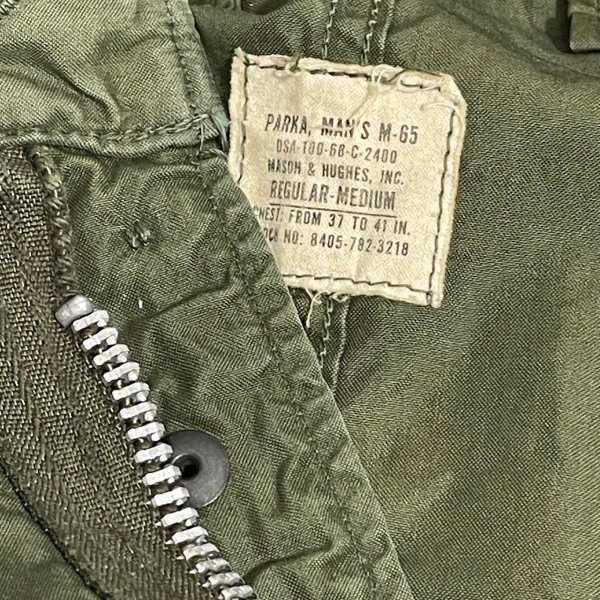 PARKA, MAN'S M-65
DSA-100-68-C-2400
MASON & HUGHES, INC.
REGULAR-MEDIUM
FROM 37 TO 41 IN.
NO: 8405-782-3218